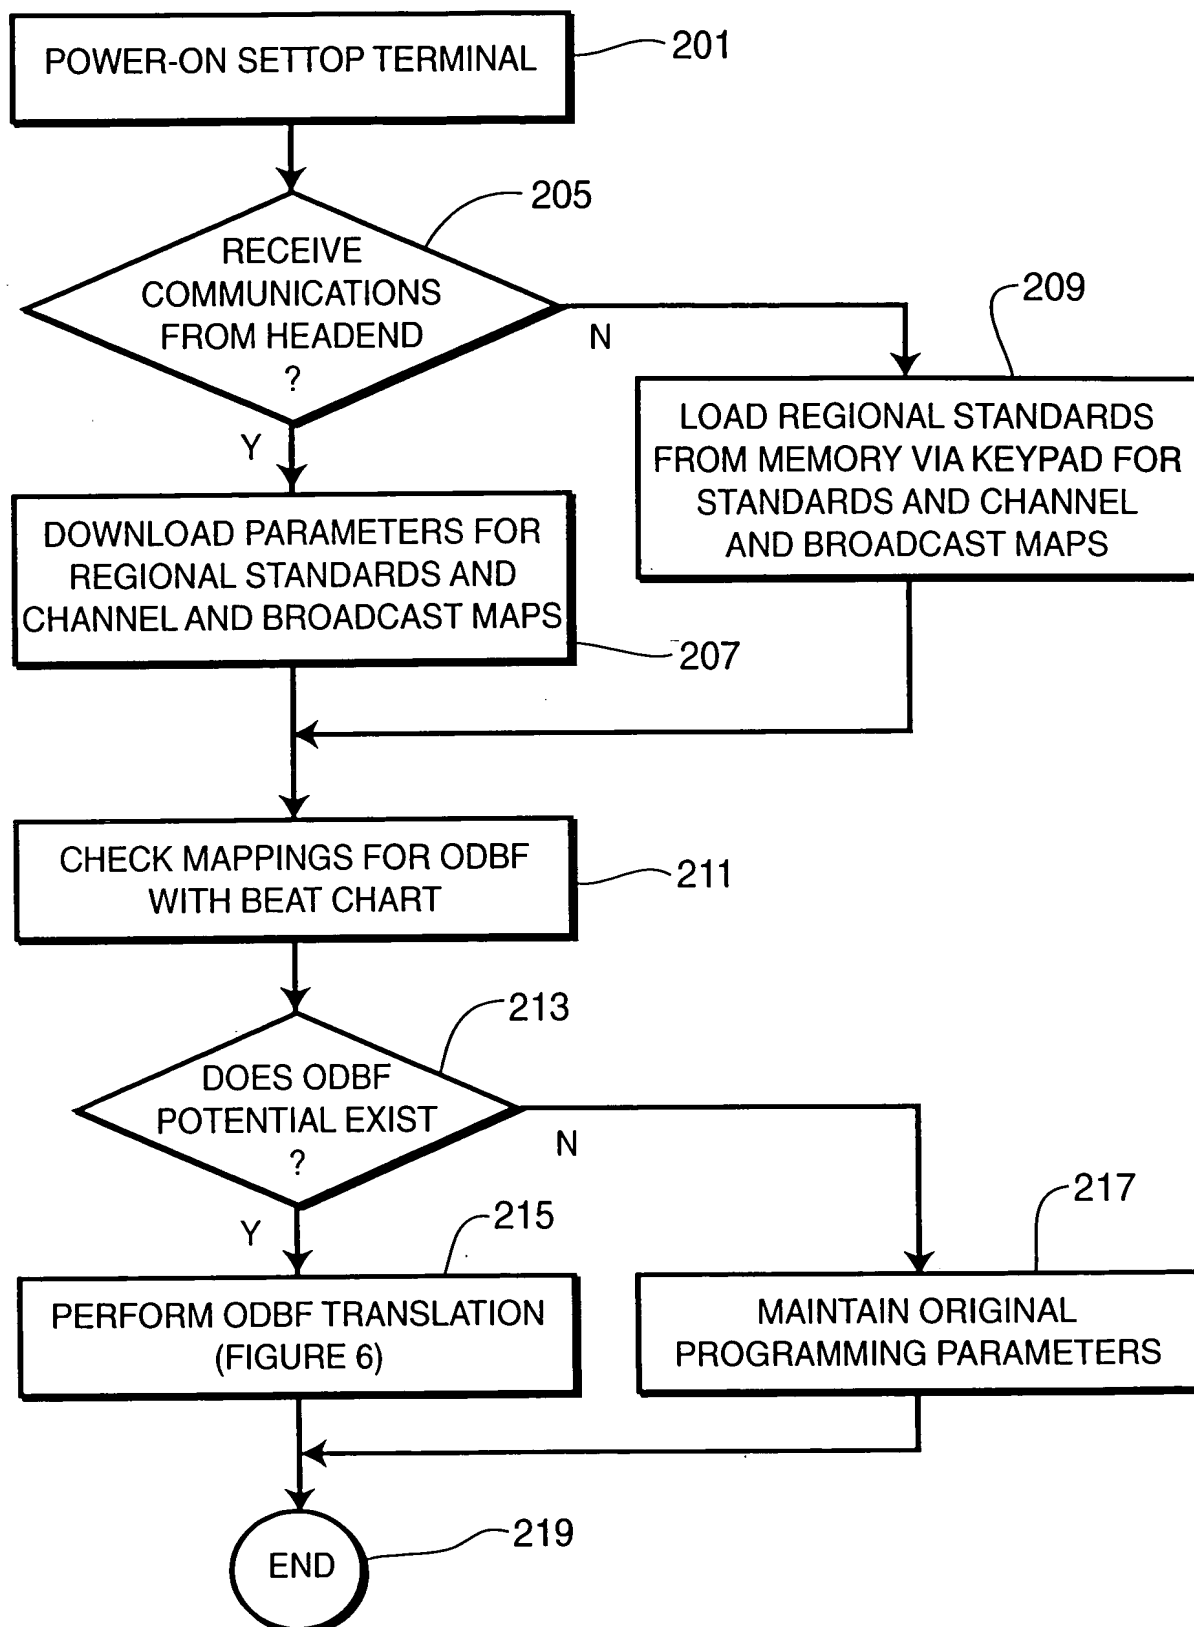 POWER-ON SETTOP TERMINAL
201
205
RECEIVE
COMMUNICATIONS
FROM HEADEND
?
N
Y
209
LOAD REGIONAL STANDARDS
FROM MEMORY VIA KEYPAD FOR
STANDARDS AND CHANNEL
AND BROADCAST MAPS
DOWNLOAD PARAMETERS FOR
REGIONAL STANDARDS AND
CHANNEL AND BROADCAST MAPS
207
CHECK MAPPINGS FOR ODBF
WITH BEAT CHART
211
213
DOES ODBF
POTENTIAL EXIST
?
N
Y
215
PERFORM ODBF TRANSLATION
(FIGURE 6)
217
MAINTAIN ORIGINAL
PROGRAMMING PARAMETERS
END
219